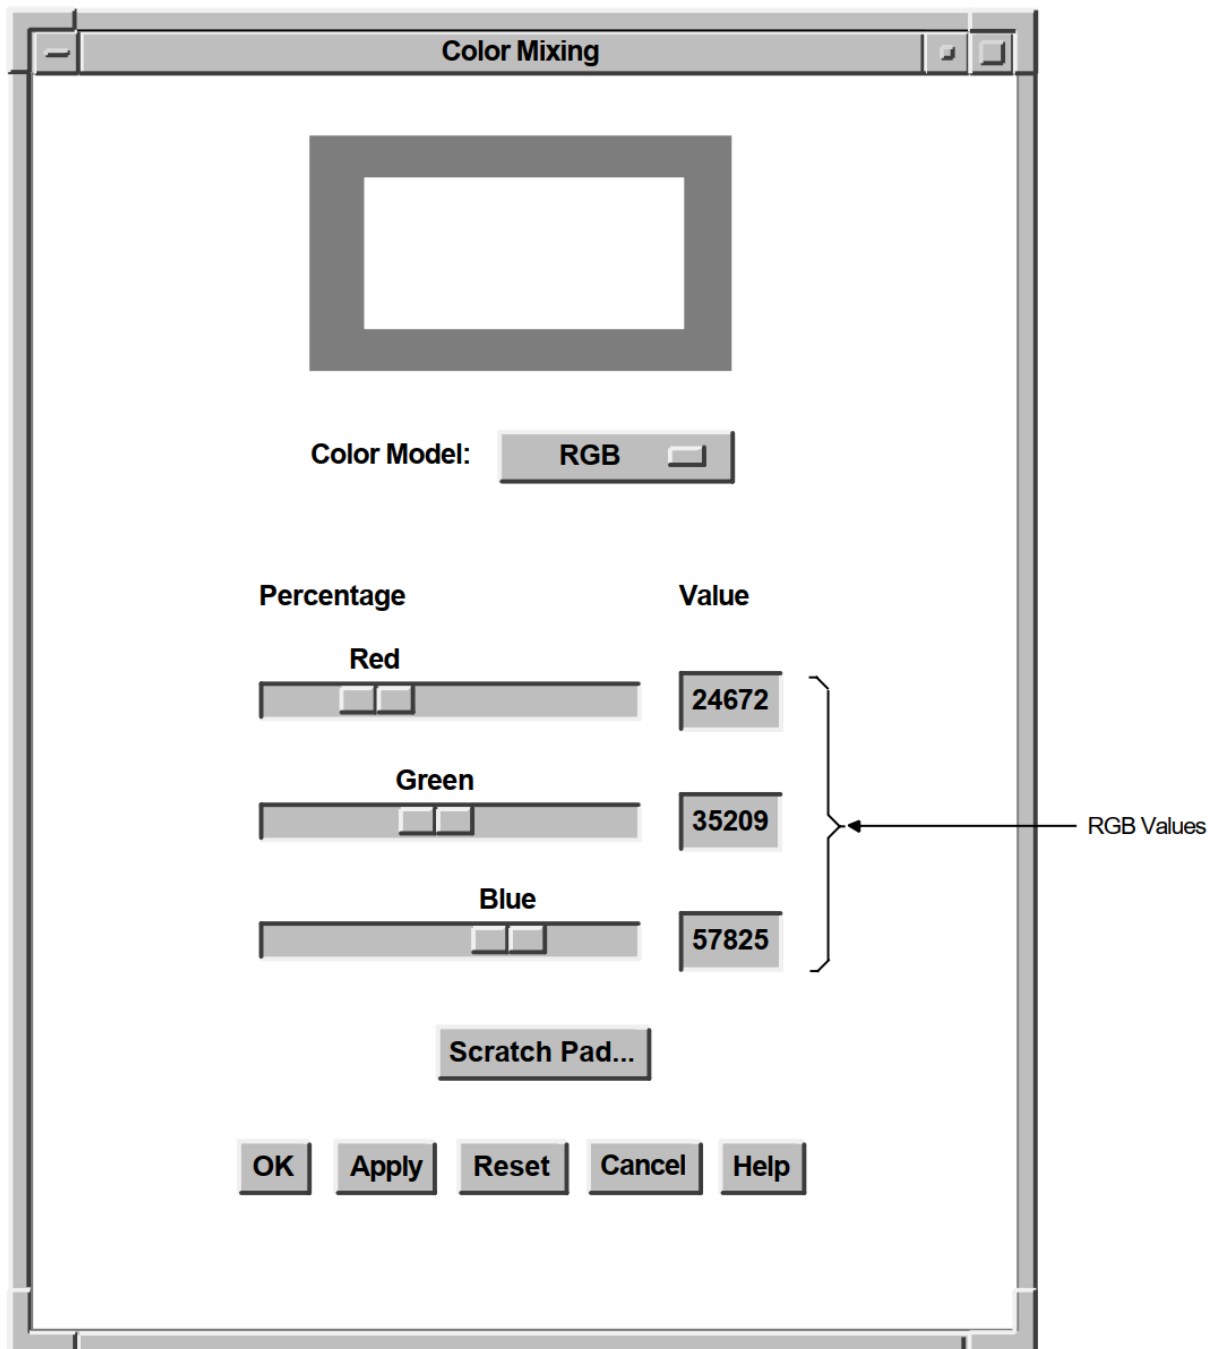 Color Mixing
Color Model: RGB
Percentage Value
Red
24672
Green
35209
RGB Values
Blue
57825
Scratch Pad...
OK Apply Reset Cancel Help